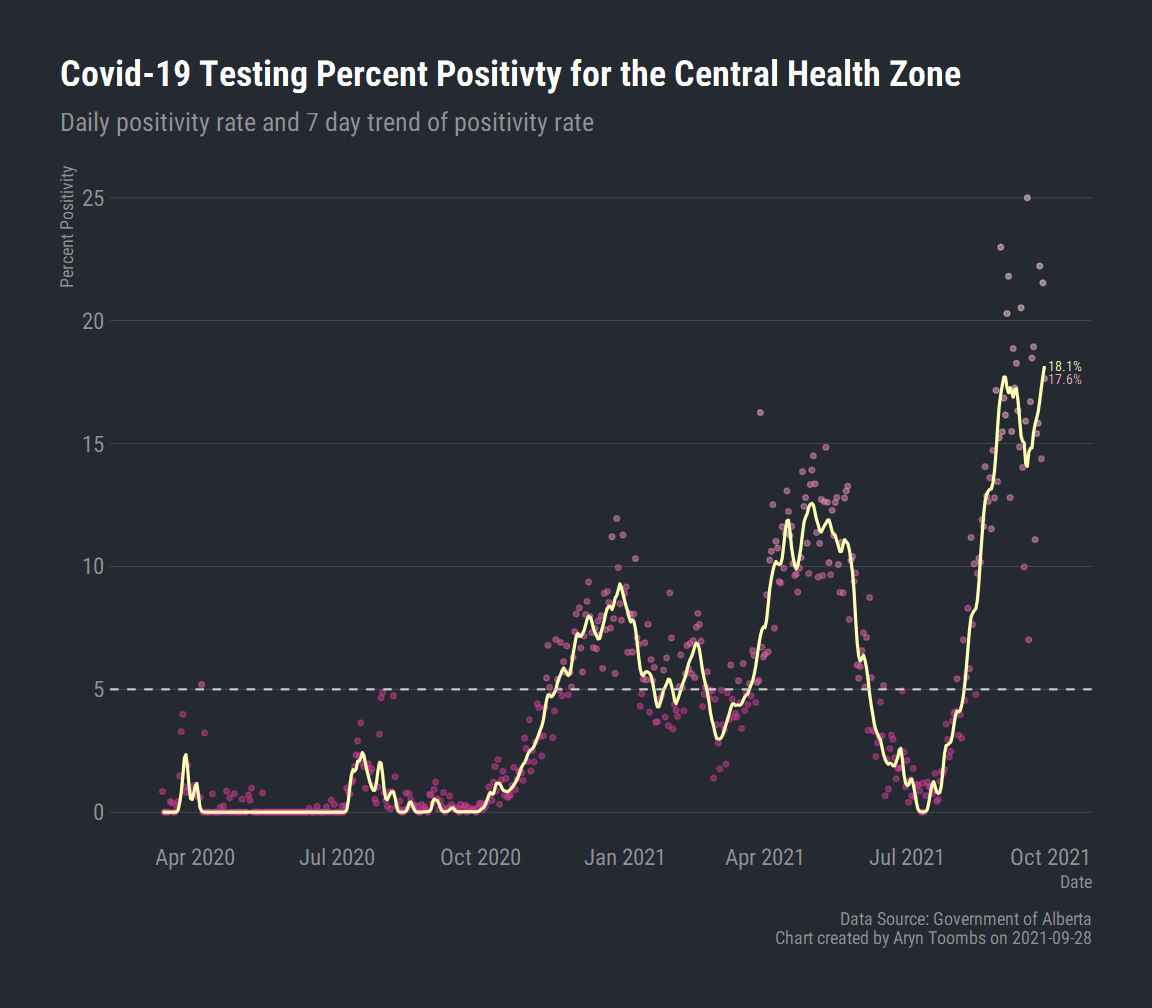 Covid-19 Testing Percent Positivty for the Central Health Zone
Daily positivity rate and 7 day trend of positivity rate
Percent Positivity
25
20
15
10
5
0
18.1%
17.6%
Apr 2020 Jul 2020 Oct 2020 Jan 2021 Apr 2021 Jul 2021 Oct 2021
Date
Data Source: Government of Alberta
Chart created by Aryn Toombs on 2021-09-28